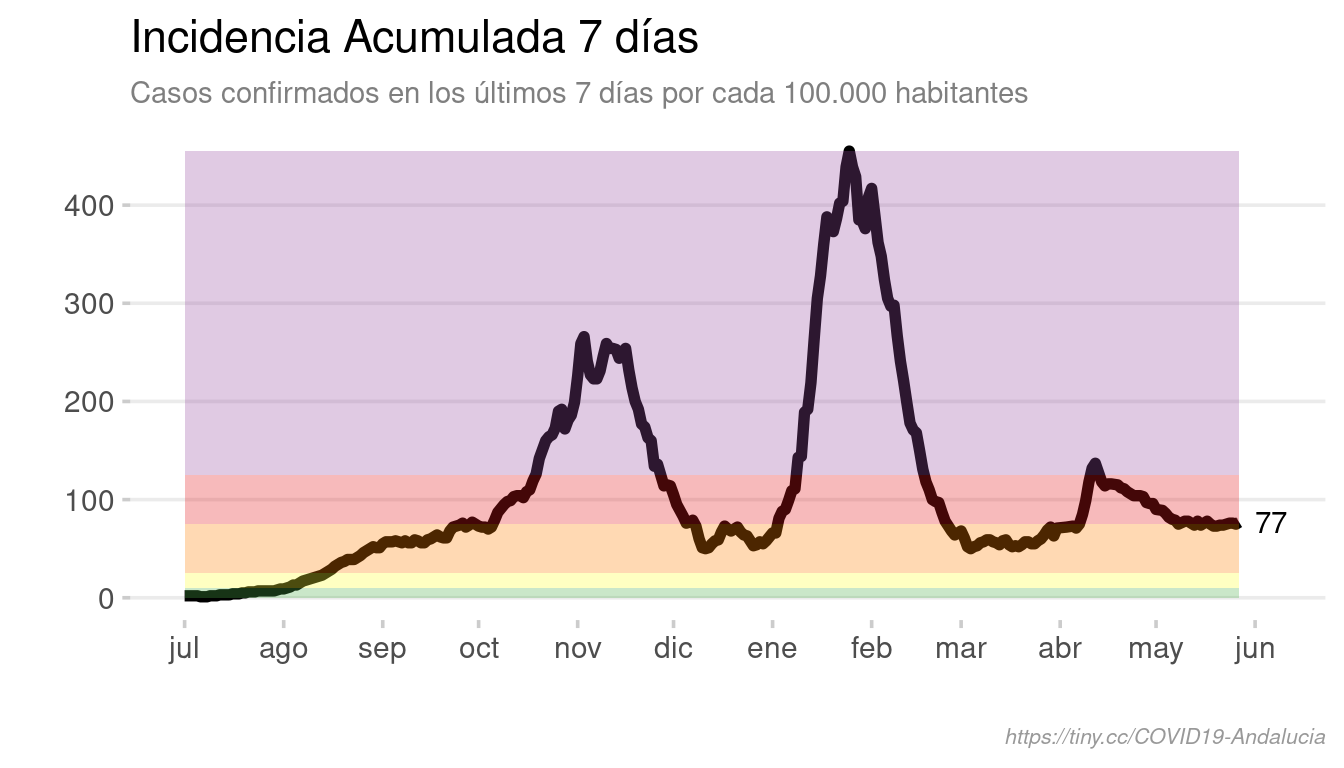 Incidencia Acumulada 7 días
Casos confirmados en los últimos 7 días por cada 100.000 habitantes
400
300
200
100
0
77
jul ago sep oct nov dic ene feb mar abr may jun
https://tiny.cc/COVID19-Andalucia